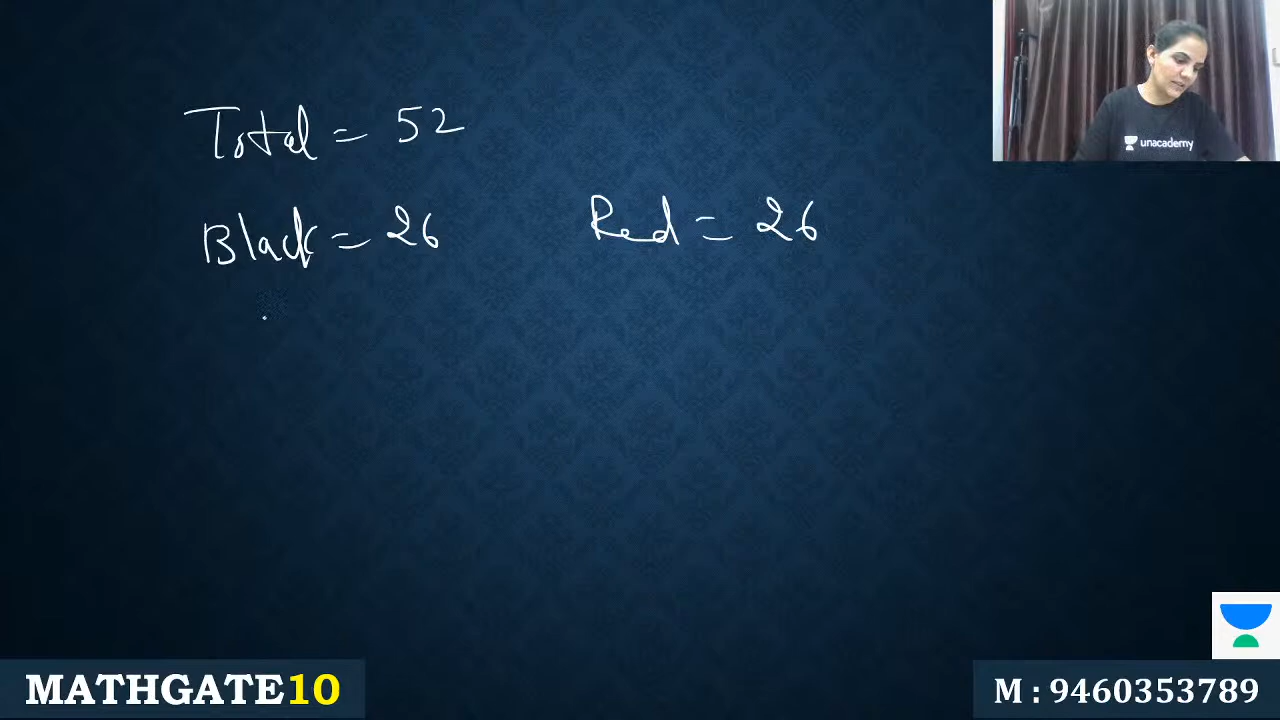 Total = 52
Black = 26 Red = 26
unacademy
MATHGATE10
M : 9460353789